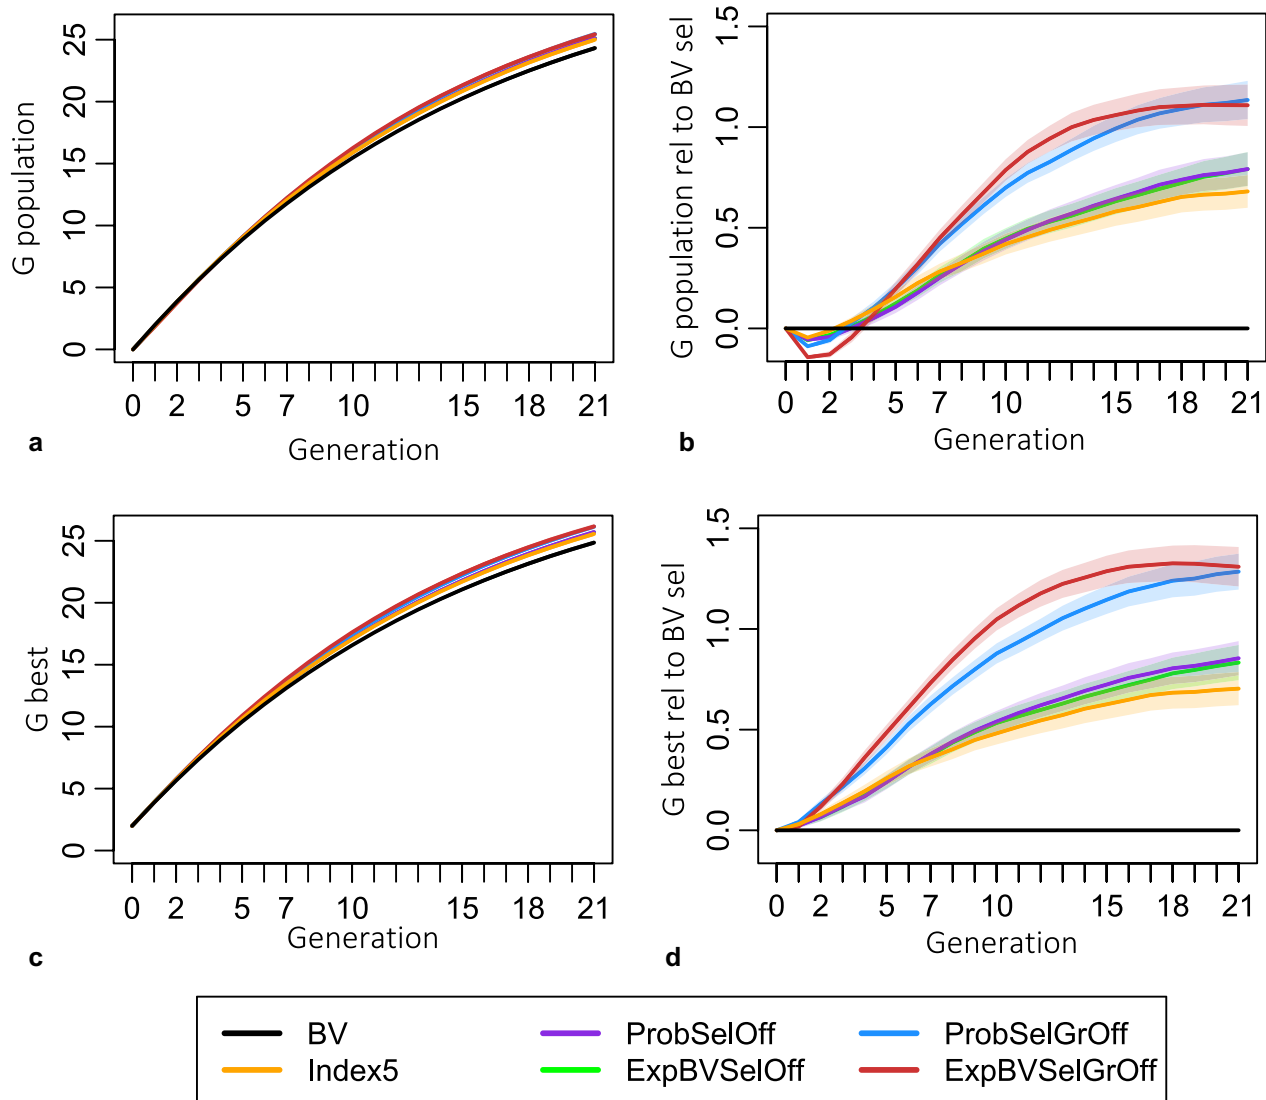 G population
25
20
15
10
5
0
0 2 5 7 10 15 18 21
Generation
a
G population rel to BV sel
1.5
1.0
0.5
0.0
0 2 5 7 10 15 18 21
Generation
b
G best
25
20
15
10
5
0
0 2 5 7 10 15 18 21
Generation
c
G best rel to BV sel
1.5
1.0
0.5
0.0
0 2 5 7 10 15 18 21
Generation
d
BV ProbSelOff ProbSelGrOff
Index5 ExpBVSelOff ExpBVSelGrOff